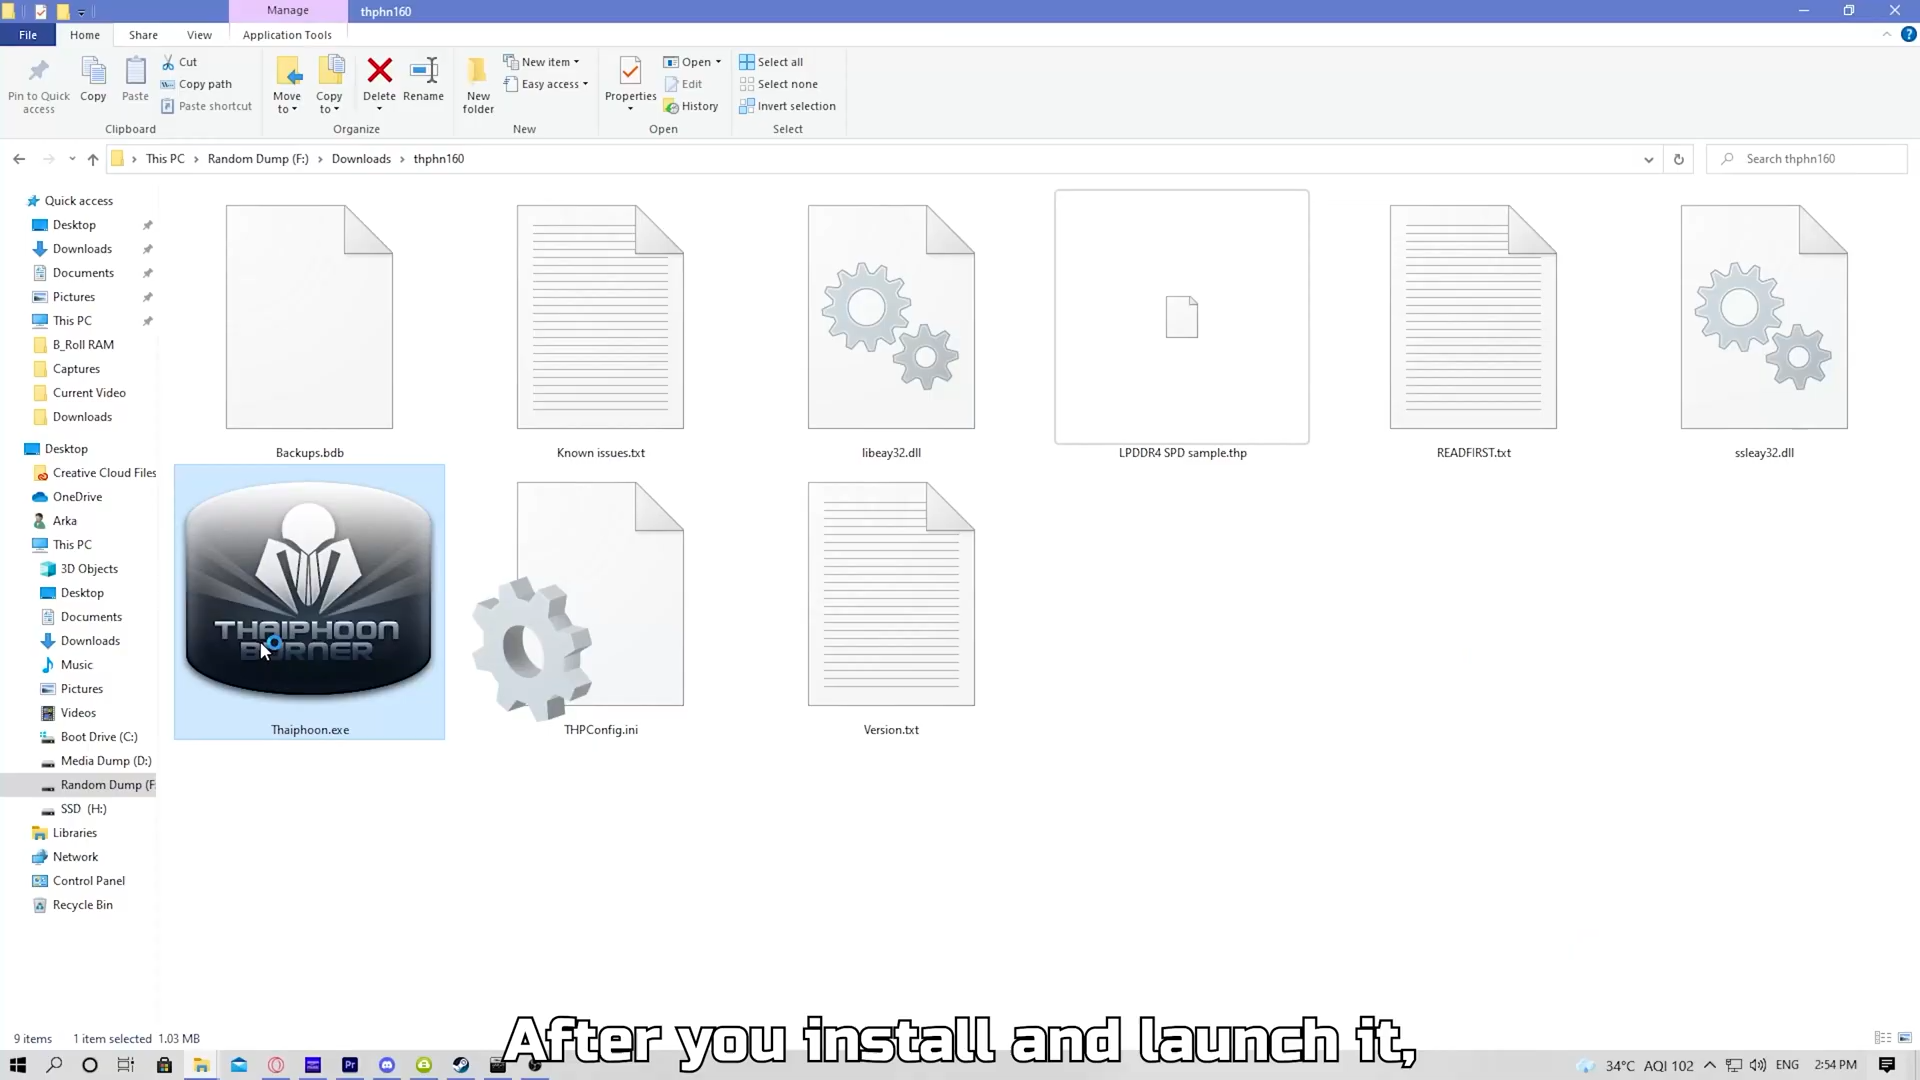 Manage
thphn160
File
Home
Share
View
Application Tools
Pin to Quick access
Copy
Paste
Cut
Copy path
Paste shortcut
Clipboard
Move to
Copy to
Delete
Rename
Organize
New folder
New item
Easy access
New
Properties
Open
Edit
History
Open
Select all
Select none
Invert selection
Select
This PC > Random Dump (F:) > Downloads > thphn160
Search thphn160
Quick access
Desktop
Downloads
Documents
Pictures
This PC
B_Roll RAM
Captures
Current Video
Downloads
Desktop
Creative Cloud Files
OneDrive
Arka
This PC
3D Objects
Desktop
Documents
Downloads
Music
Pictures
Videos
Boot Drive (C:)
Media Dump (D:)
Random Dump (F:
SSD (H:)
Libraries
Network
Control Panel
Recycle Bin
Backups.bdb
Known issues.txt
libeay32.dll
LPDDR4 SPD sample.thp
READFIRST.txt
ssleay32.dll
THAIPHOON
BURNER
Thaiphoon.exe
THPConfig.ini
Version.txt
9 items
1 item selected 1.03 MB
After you install and launch it,
Pr
34°C AQI 102
ENG
2:54 PM